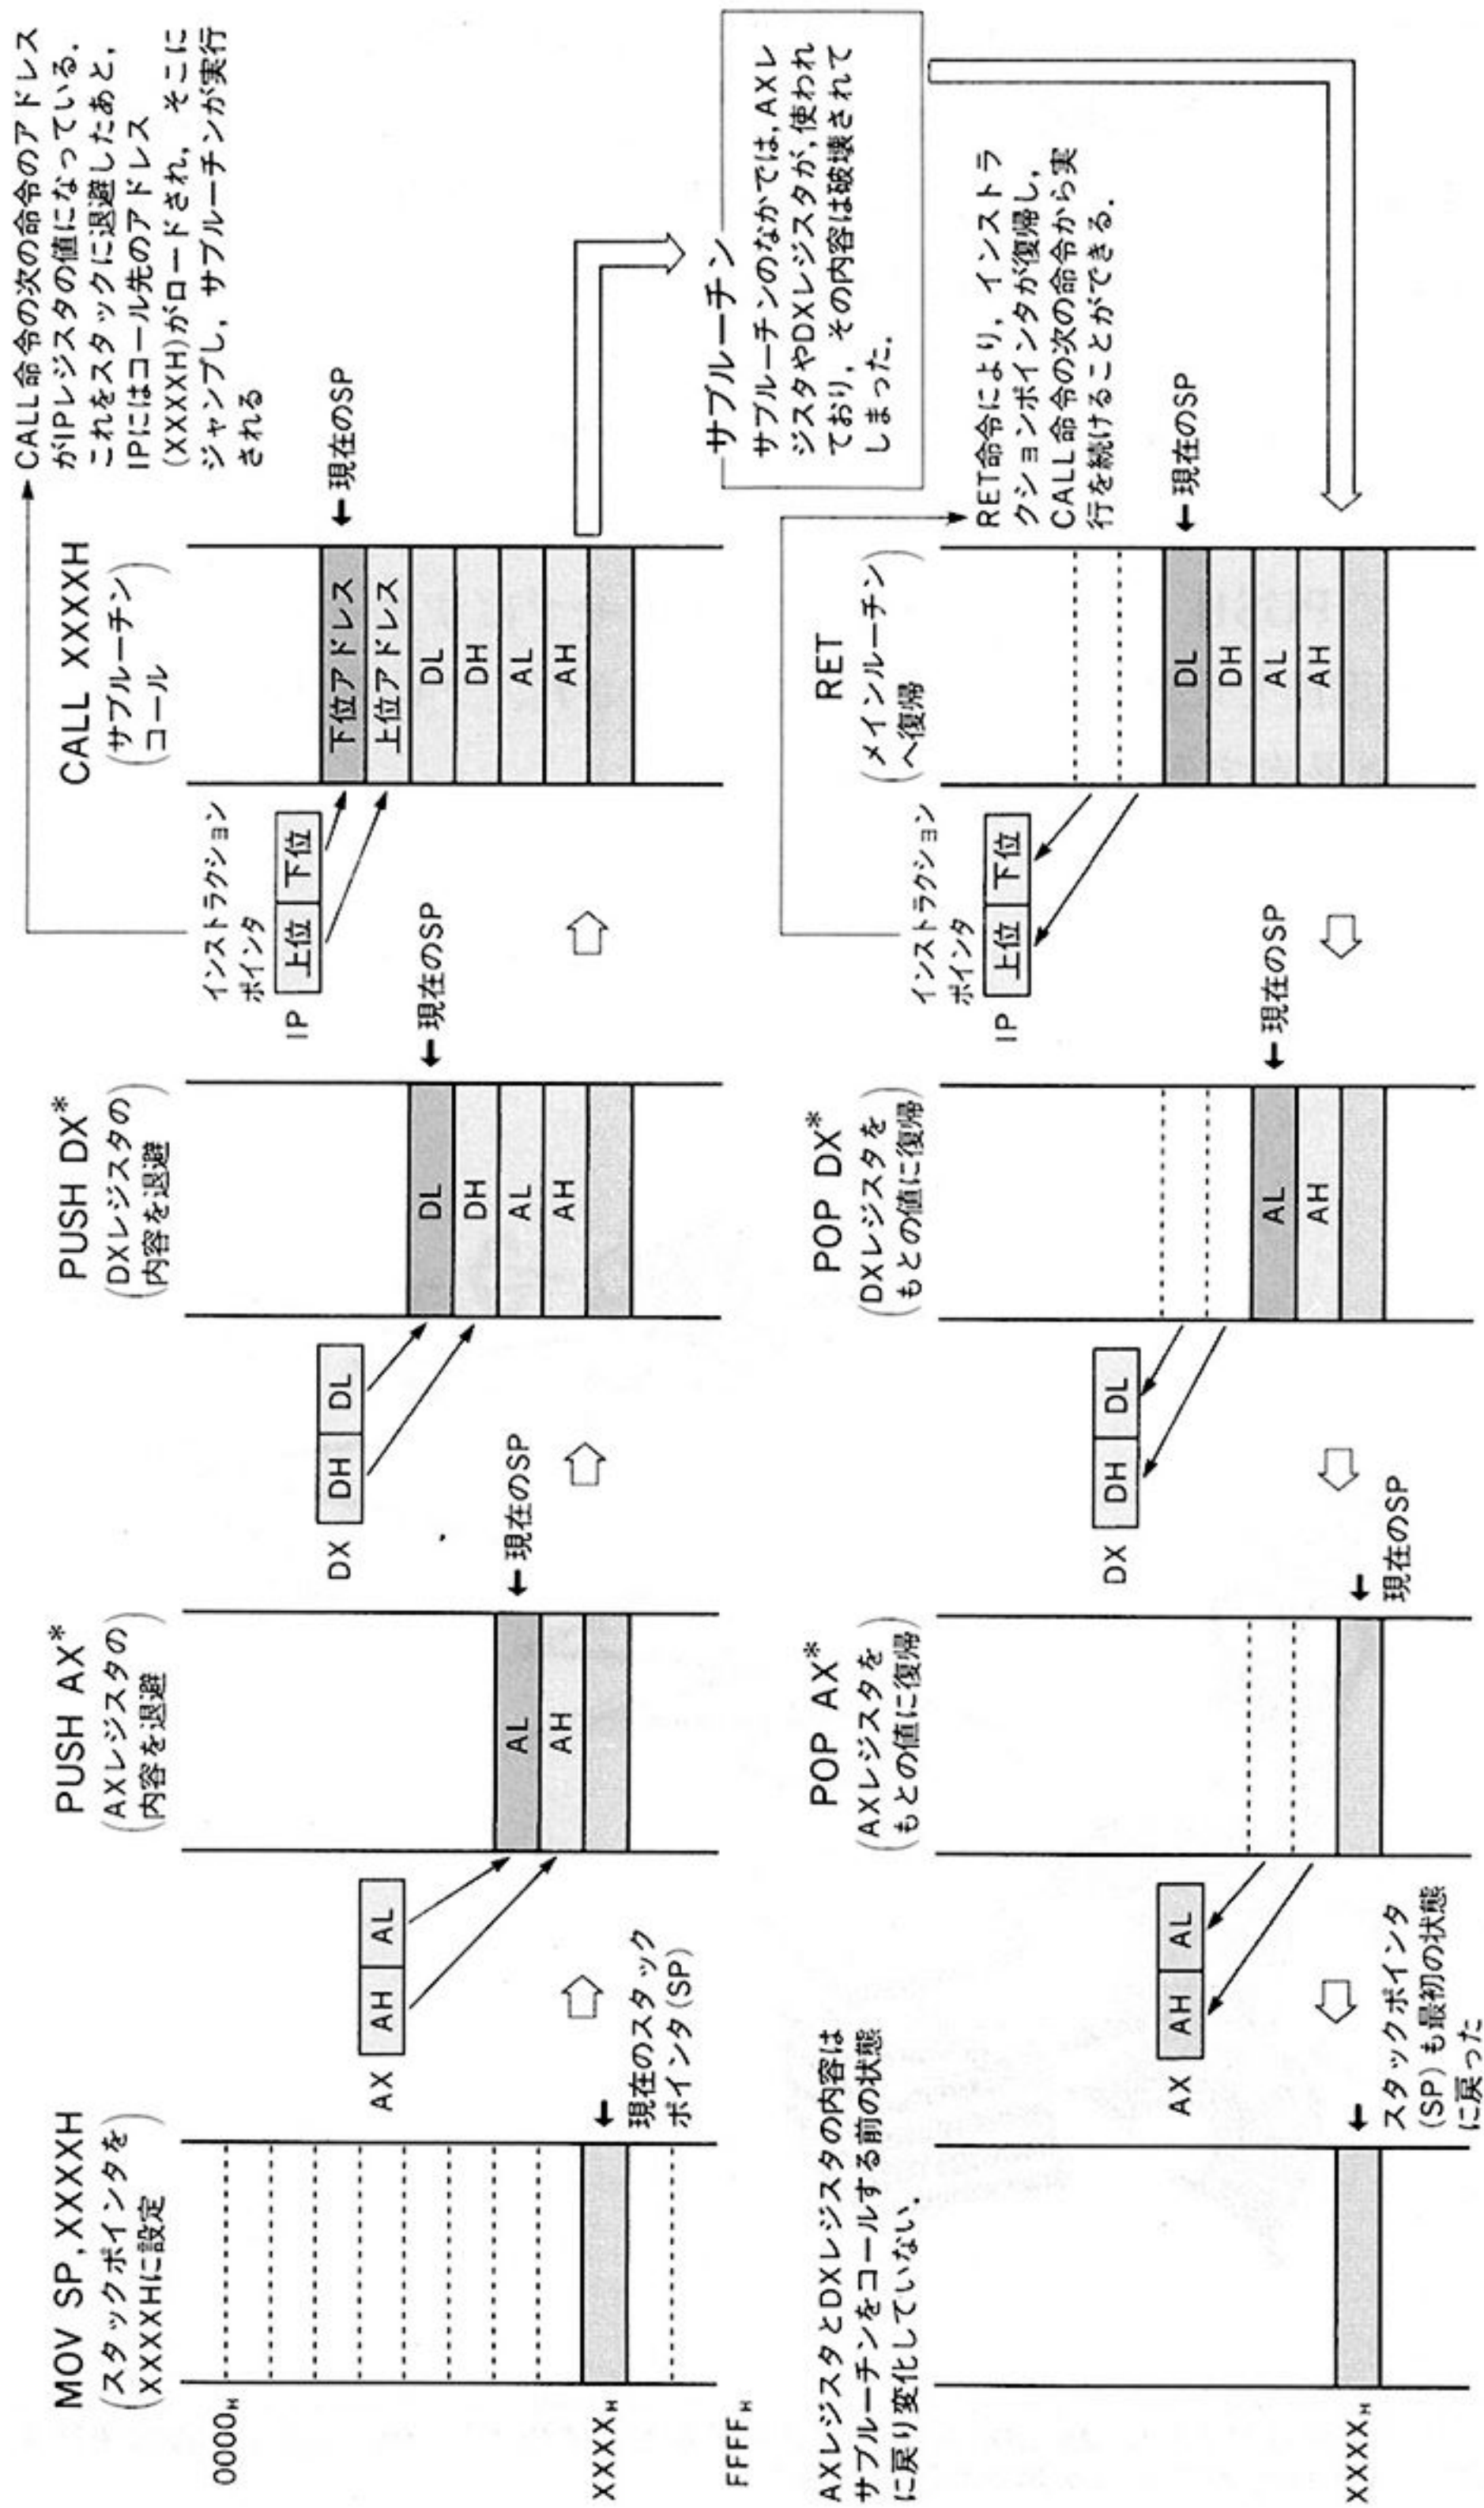 MOV SP,XXXXH
(スタックポインタを
XXXXHに設定)
0000H
XXXXH
FFFFH
現在のスタック
ポインタ(SP)
PUSH AX*
(AXレジスタの
内容を退避)
AX
AH
AL
AL
AH
←現在のSP
PUSH DX*
(DXレジスタの
内容を退避)
DX
DH
DL
DL
DH
AL
AH
←現在のSP
CALL XXXXH
(サブルーチン
コール)
インストラクション
ポインタ
IP
上位
下位
下位アドレス
上位アドレス
DL
DH
AL
AH
←現在のSP
CALL命令の次の命令のアドレス
がIPレジスタの値になっている.
これをスタックに退避したあと,
IPにはコール先のアドレス
(XXXXH)がロードされ, そこに
ジャンプし, サブルーチンが実行
される
サブルーチン
サブルーチンのなかでは,AXレ
ジスタやDXレジスタが,使われ
ており, その内容は破壊されて
しまった.
RET
(メインルーチン
へ復帰)
インストラクション
ポインタ
IP
上位
下位
DL
DH
AL
AH
←現在のSP
RET命令により, インストラ
クションポインタが復帰し,
CALL命令の次の命令から実
行を続けることができる.
POP DX*
(DXレジスタを
もとの値に復帰)
DX
DH
DL
AL
AH
←現在のSP
POP AX*
(AXレジスタを
もとの値に復帰)
AX
AH
AL
現在のSP
AXレジスタとDXレジスタの内容は
サブルーチンをコールする前の状態
に戻り変化していない.
XXXXH
スタックポインタ
(SP)も最初の状態
に戻った